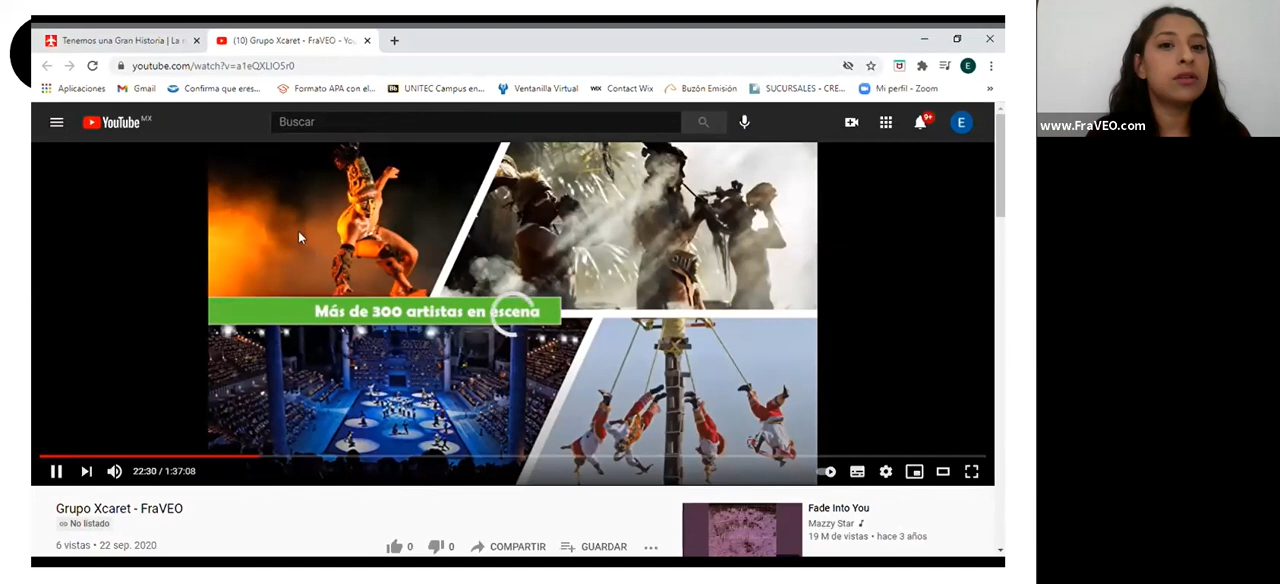 Tenemos una Gran Historia | La m
(10) Grupo Xcaret - FraVEO - You
youtube.com/watch?v=a1eQXLIO5r0
Aplicaciones
Gmail
Confirma que eres...
Formato APA con el...
UNITEC Campus en...
Ventanilla Virtual
WIX Contact Wix
Buzón Emisión
SUCURSALES - CRE...
Mi perfil - Zoom
»
YouTube MX
Buscar
9+
E
www.FraVEO.com
Más de 300 artistas en escena
22:30 / 1:37:08
Grupo Xcaret - FraVEO
No listado
6 vistas • 22 sep. 2020
0
0
COMPARTIR
GUARDAR
Fade Into You
Mazzy Star
19 M de vistas • hace 3 años